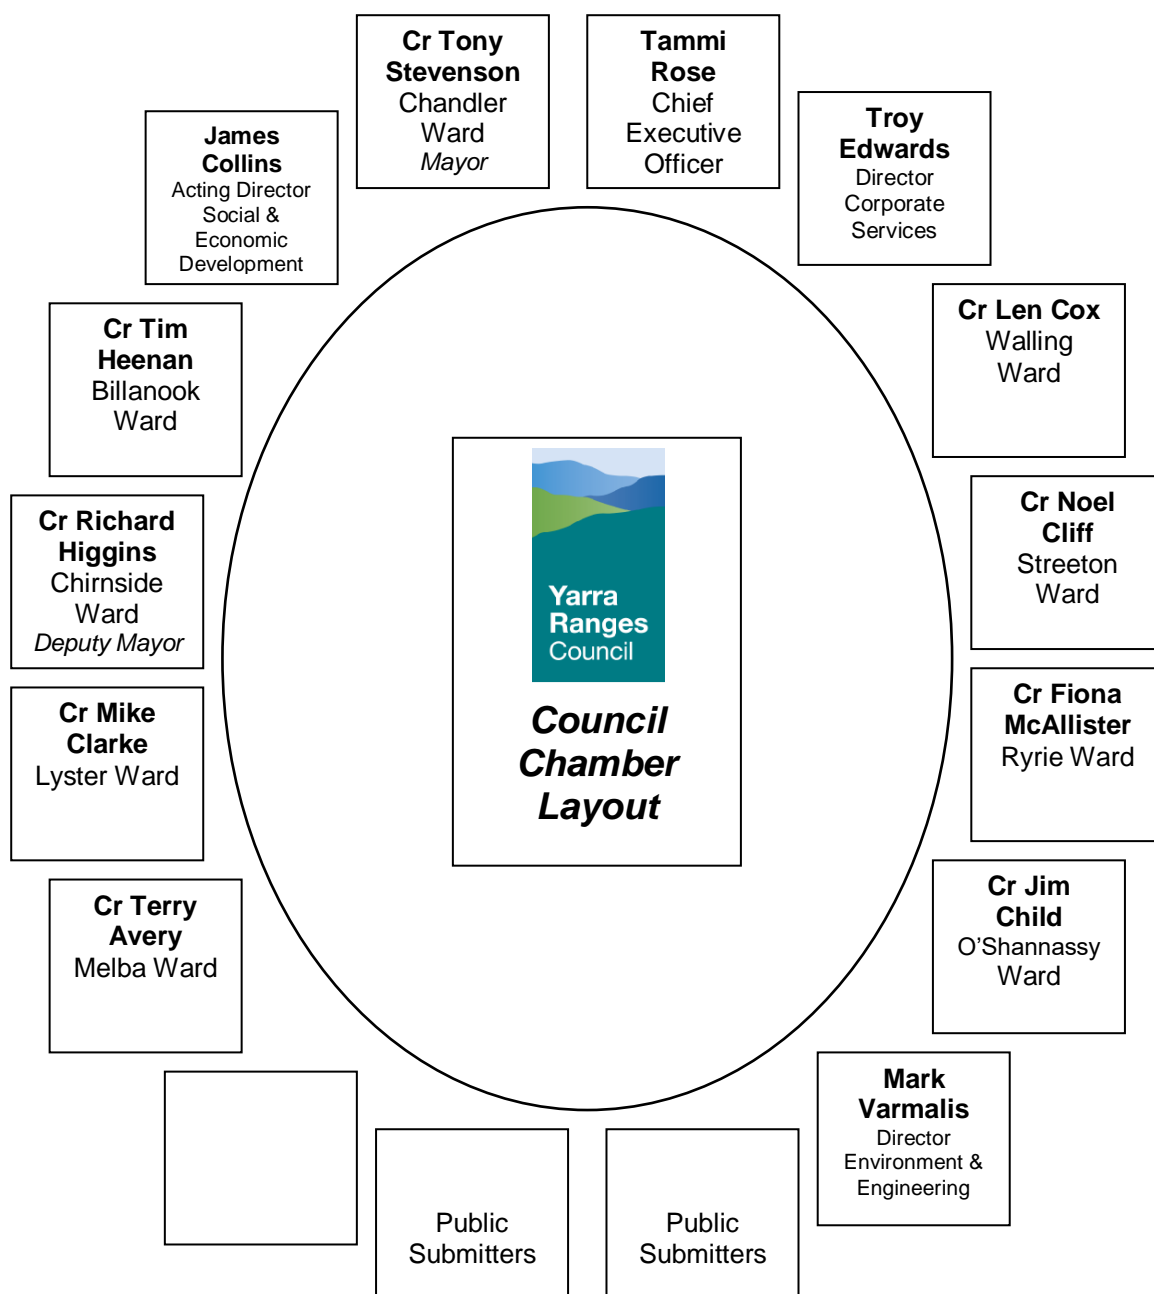 Cr Tony
Stevenson
Chandler
Ward
Mayor
Tammi
Rose
Chief
Executive
Officer
Troy
Edwards
Director
Corporate
Services
James
Collins
Acting Director
Social &
Economic
Development
Cr Tim
Heenan
Billanook
Ward
Cr Len Cox
Walling
Ward
Cr Richard
Higgins
Chirnside
Ward
Deputy Mayor
Yarra
Ranges
Council
Council
Chamber
Layout
Cr Noel
Cliff
Streeton
Ward
Cr Mike
Clarke
Lyster Ward
Cr Fiona
McAllister
Ryrie Ward
Cr Terry
Avery
Melba Ward
Cr Jim
Child
O’Shannassy
Ward
Mark
Varmalis
Director
Environment &
Engineering
Public
Submitters
Public
Submitters